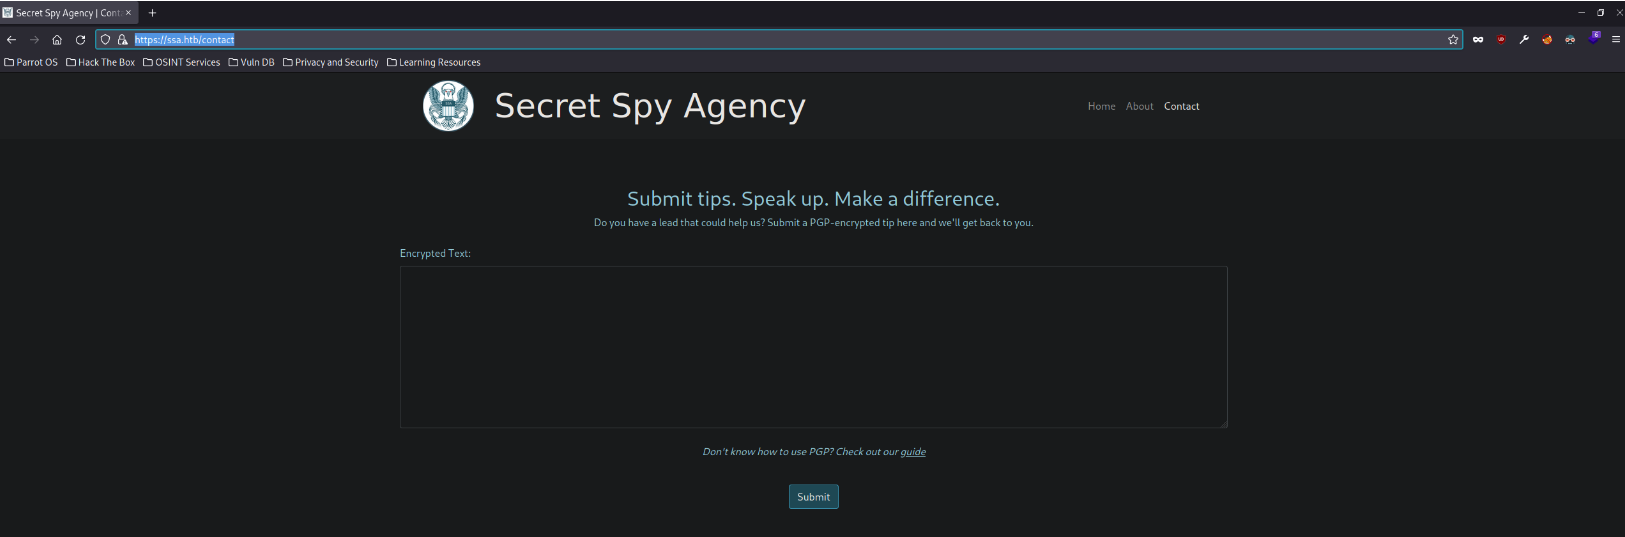 Secret Spy Agency | Cont
https://ssa.htb/contact
6
Parrot OS Hack The Box OSINT Services Vuln DB Privacy and Security Learning Resources
Secret Spy Agency
Home About Contact
Submit tips. Speak up. Make a difference.
Do you have a lead that could help us? Submit a PGP-encrypted tip here and we'll get back to you.
Encrypted Text:
Don't know how to use PGP? Check out our guide
Submit